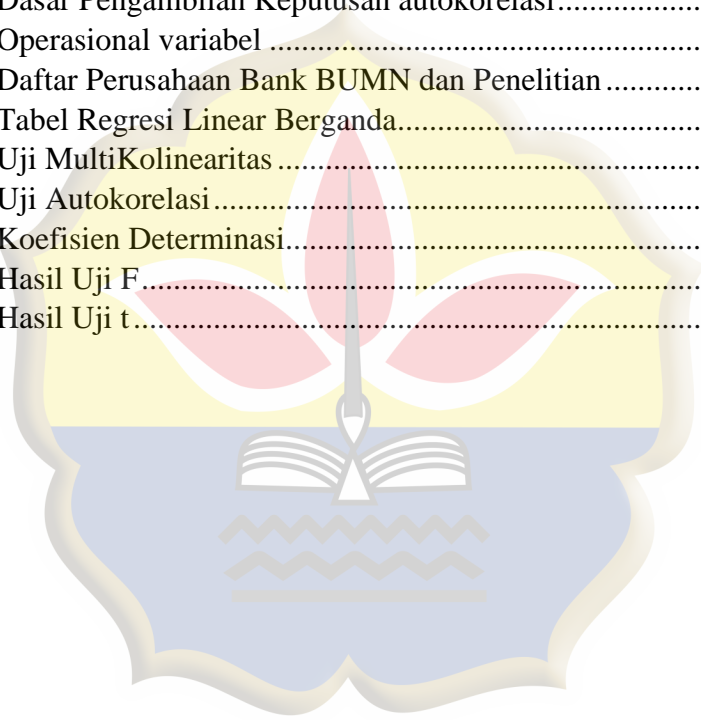 Dasar Pengambilan Keputusan autokorelasi...............
Operasional variabel ..............................................................
Daftar Perusahaan Bank BUMN dan Penelitian ............
Tabel Regresi Linear Berganda...........................................
Uji MultiKolinearitas .............................................................
Uji Autokorelasi......................................................................
Koefisien Determinasi............................................................
Hasil Uji F................................................................................
Hasil Uji t .................................................................................